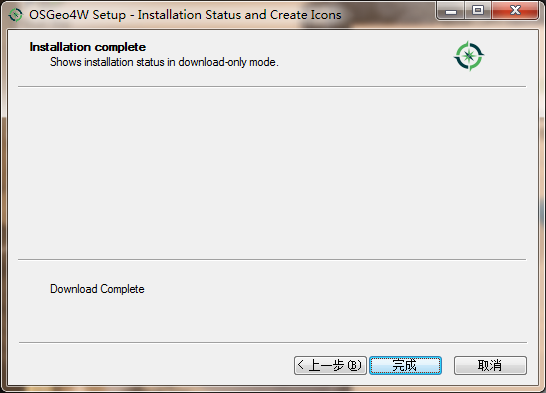 OSGeo4W Setup - Installation Status and Create Icons
Installation complete
Shows installation status in download-only mode.
Download Complete
< 上一步(B)
完成
取消